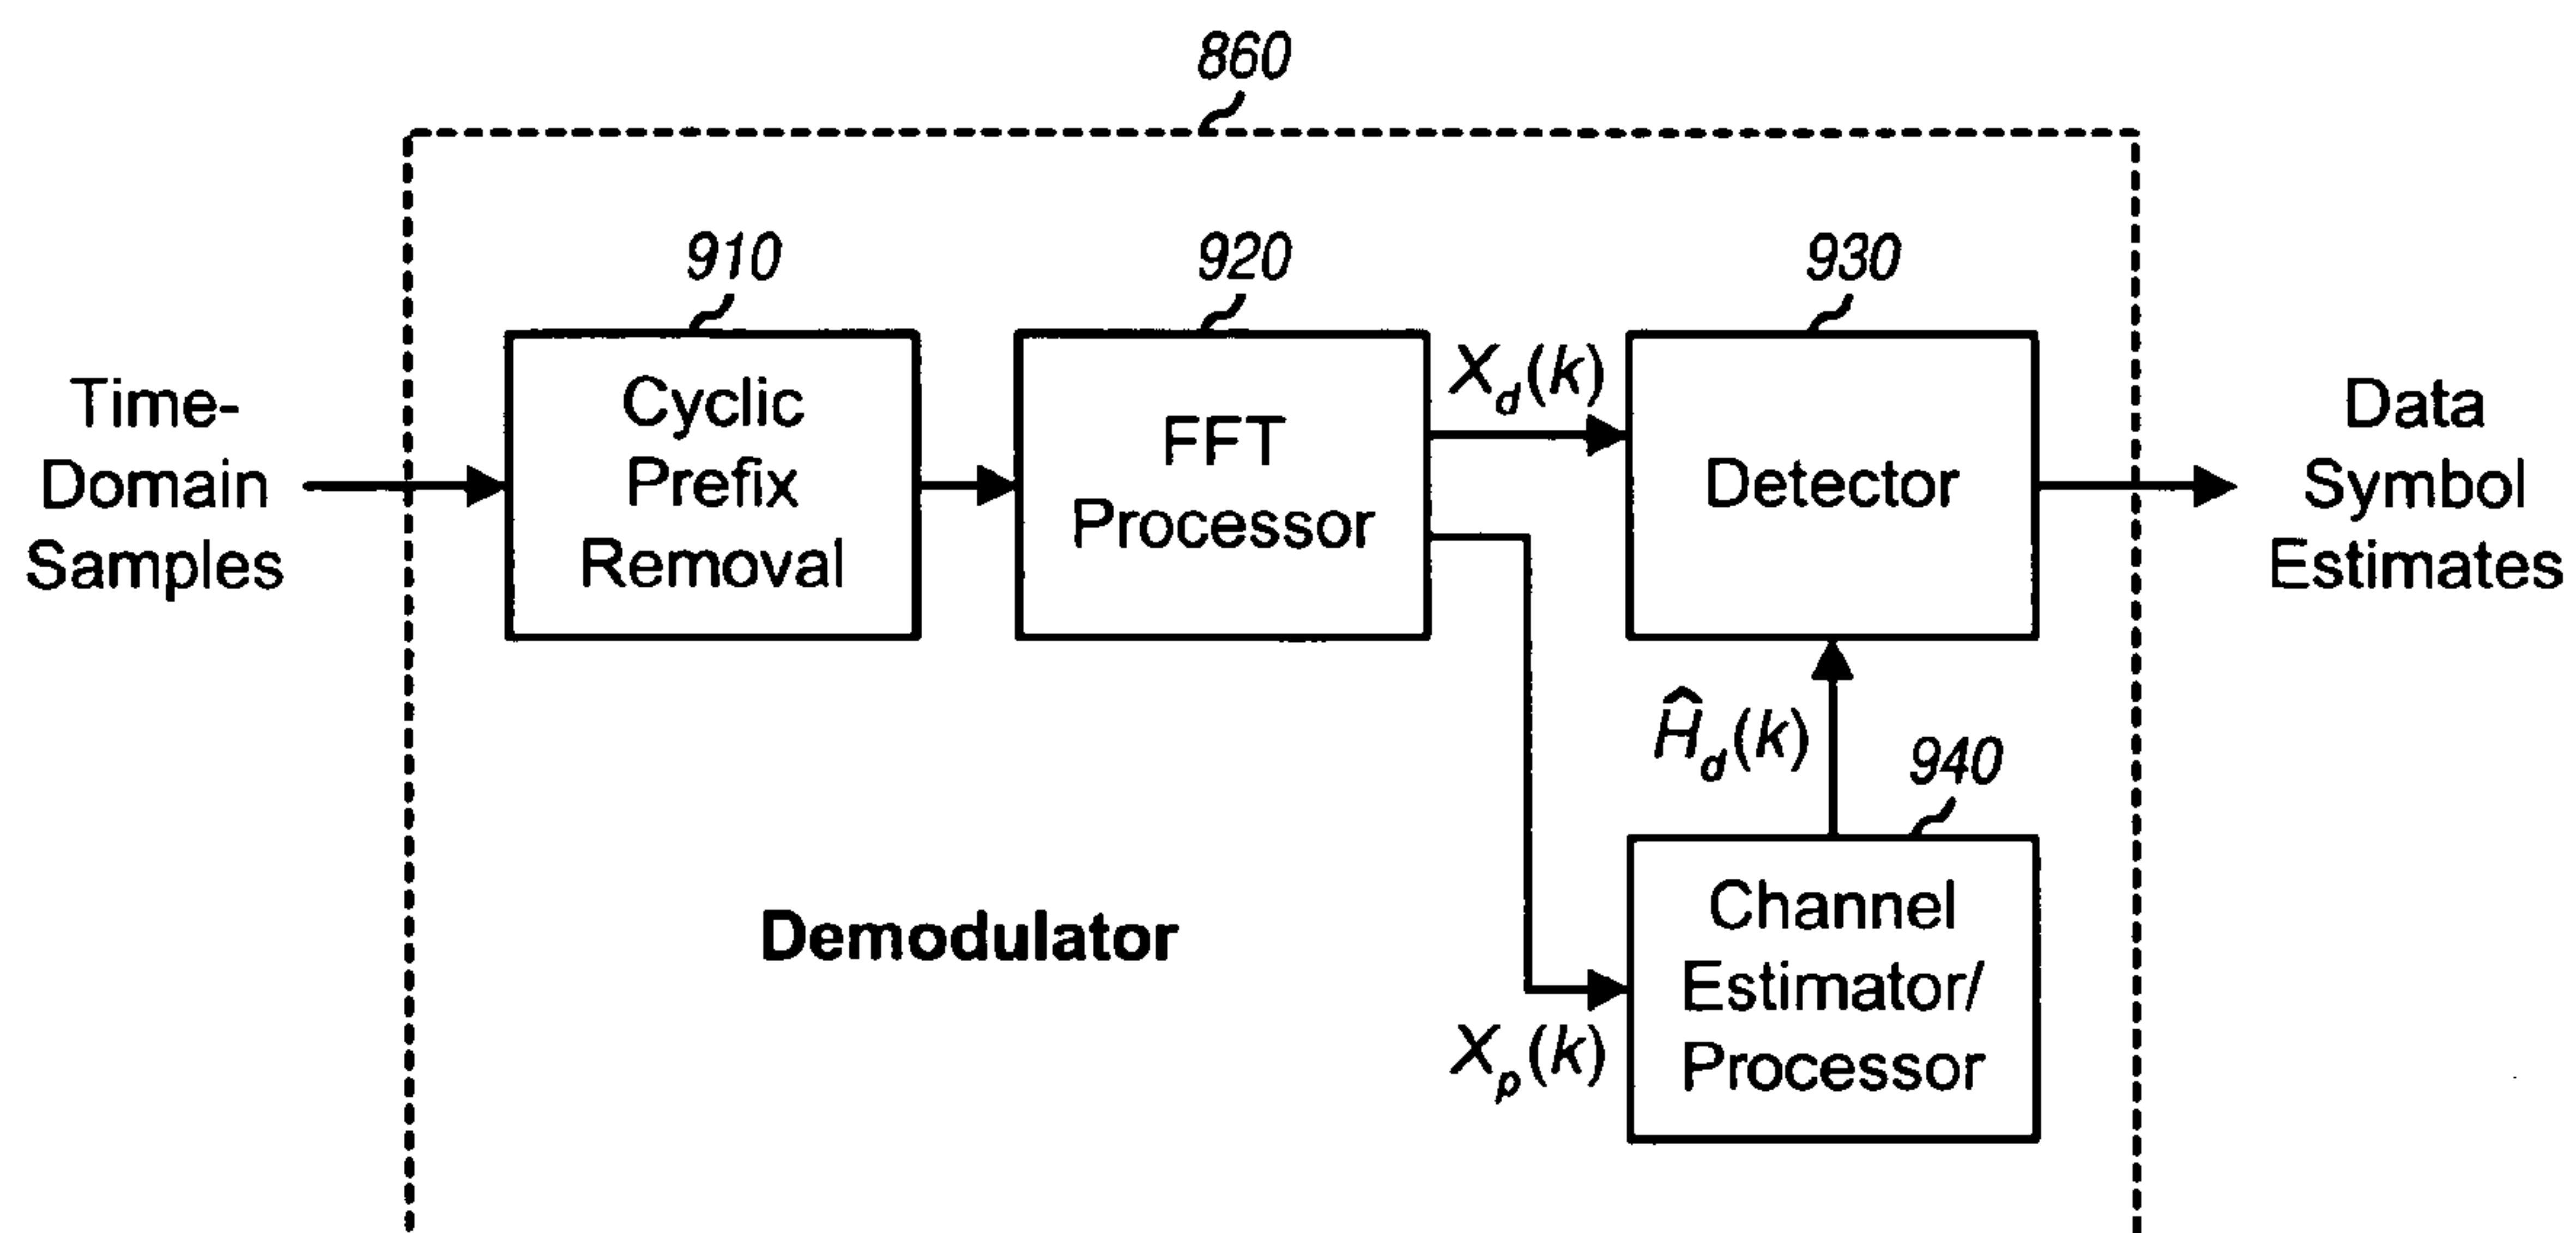 860
910
920
930
Time-
Domain
Samples
Cyclic
Prefix
Removal
FFT
Processor
X_d(k)
Detector
Data
Symbol
Estimates
Ĥ_d(k)
940
Channel
Estimator/
Processor
X_p(k)
Demodulator